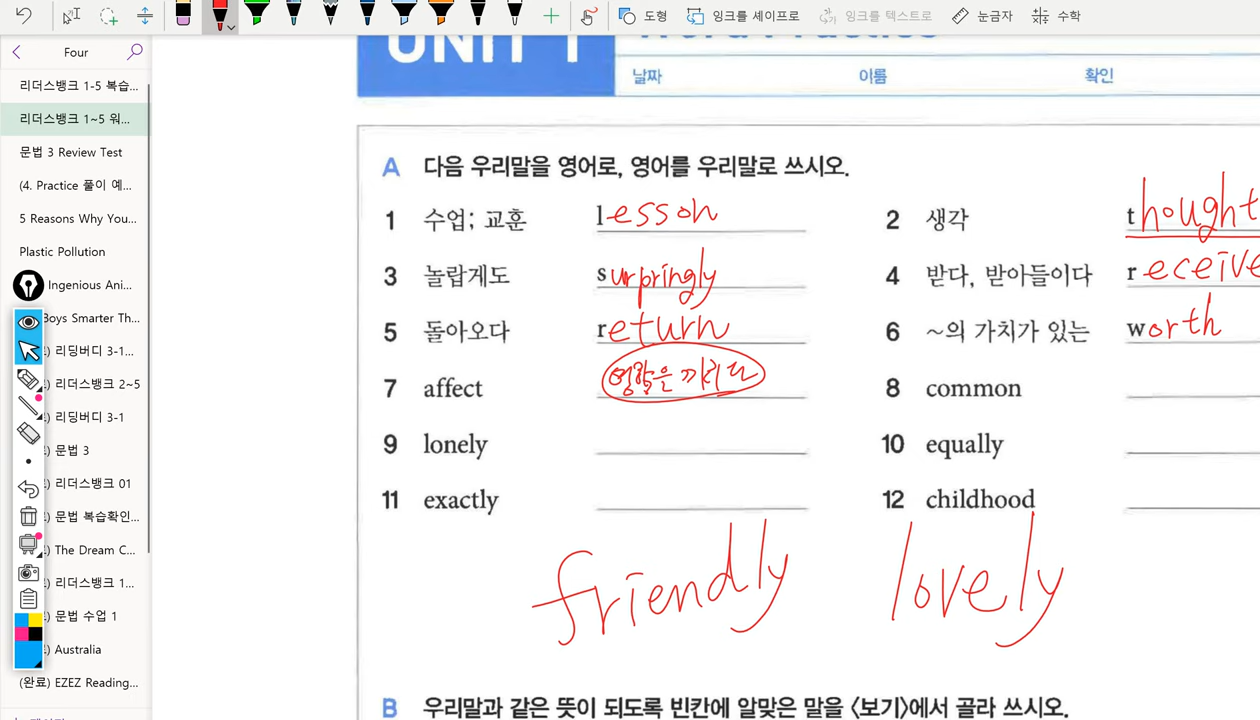 도형 잉크를 셰이프로 잉크를 텍스트로 눈금자 수학
Four
리더스뱅크 1-5 복습...
리더스뱅크 1~5 워...
문법 3 Review Test
(4. Practice 풀이 예...
5 Reasons Why You...
Plastic Pollution
Ingenious Ani...
Boys Smarter Th...
) 리딩버디 3-1...
) 리더스뱅크 2~5
) 리딩버디 3-1
) 문법 3
) 리더스뱅크 01
) 문법 복습확인...
) The Dream C...
) 리더스뱅크 1...
) 문법 수업 1
) Australia
(완료) EZEZ Reading...
UNIT 1 Word Practice
날짜 이름 확인
A 다음 우리말을 영어로, 영어를 우리말로 쓰시오.
1 수업; 교훈 lesson 2 생각 thought
3 놀랍게도 surpringly 4 받다, 받아들이다 receive
5 돌아오다 return 6 ~의 가치가 있는 worth
7 affect 영향을 끼치다 8 common
9 lonely 10 equally
11 exactly 12 childhood
friendly lovely
B 우리말과 같은 뜻이 되도록 빈칸에 알맞은 말을 〈보기〉에서 골라 쓰시오.